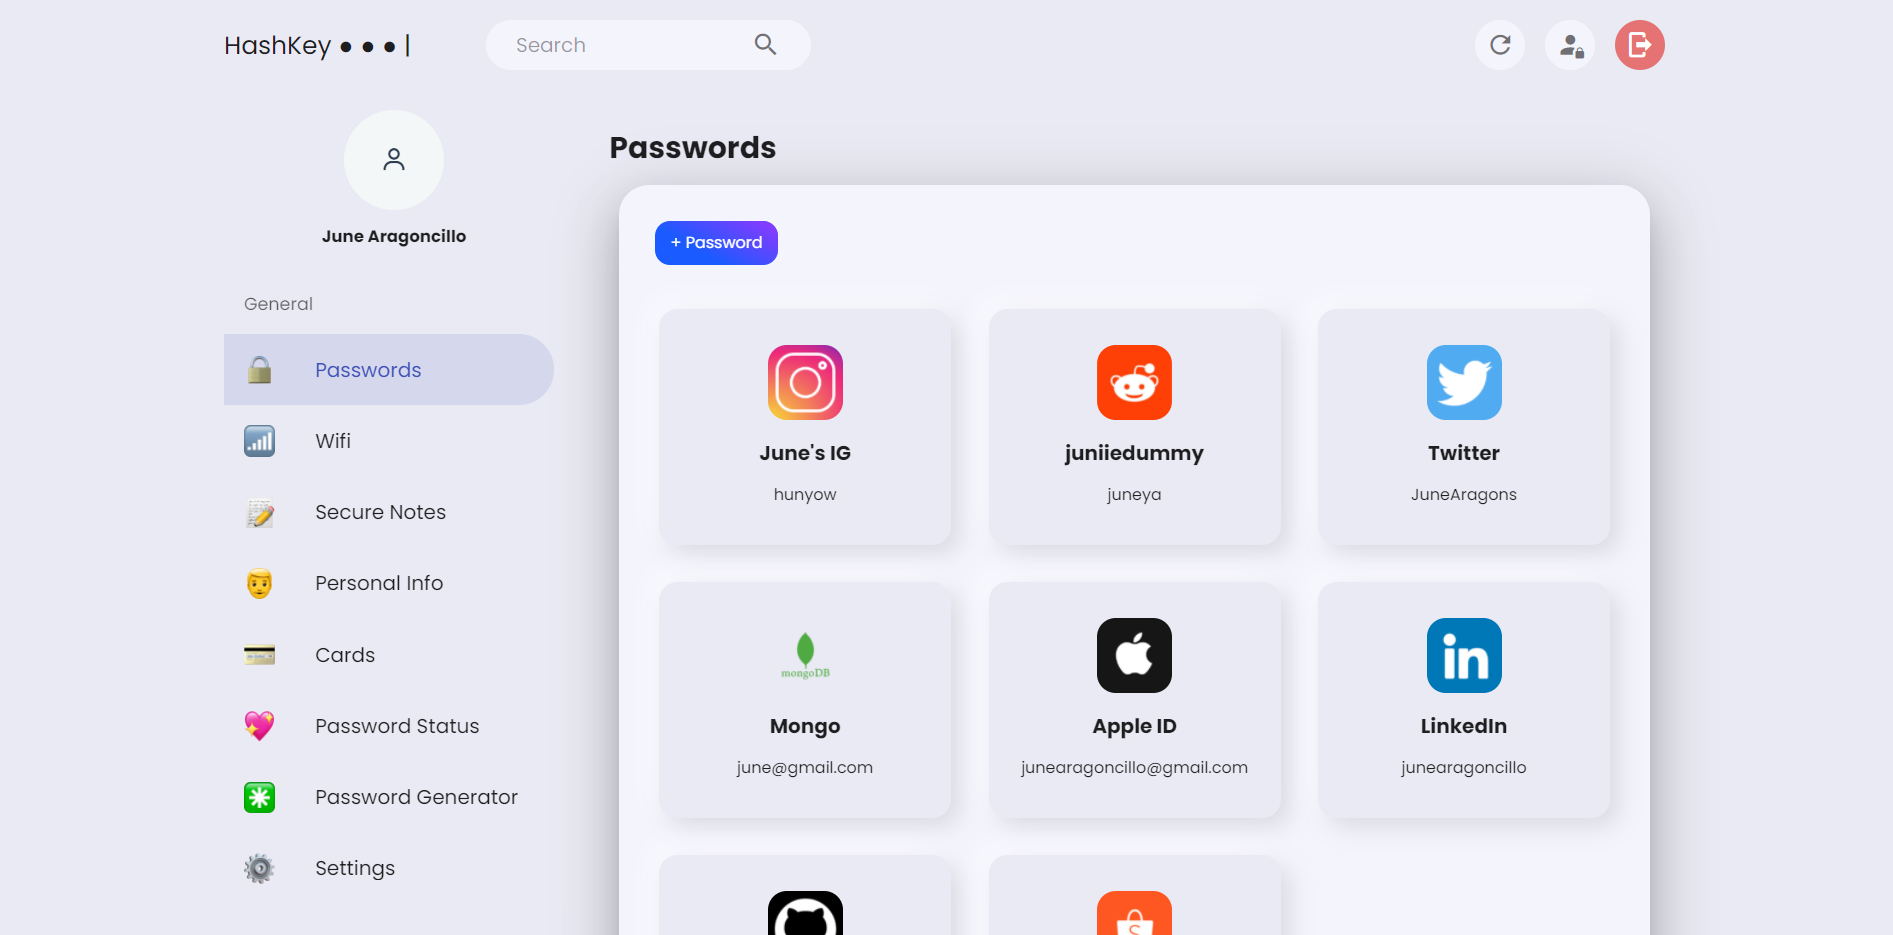 HashKey ● ● ● |
Search
June Aragoncillo
General
Passwords
Wifi
Secure Notes
Personal Info
Cards
Password Status
Password Generator
Settings
Passwords
+ Password
June's IG
hunyow
juniiedummy
juneya
Twitter
JuneAragons
mongoDB
Mongo
june@gmail.com
Apple ID
junearagoncillo@gmail.com
in
LinkedIn
junearagoncillo
S